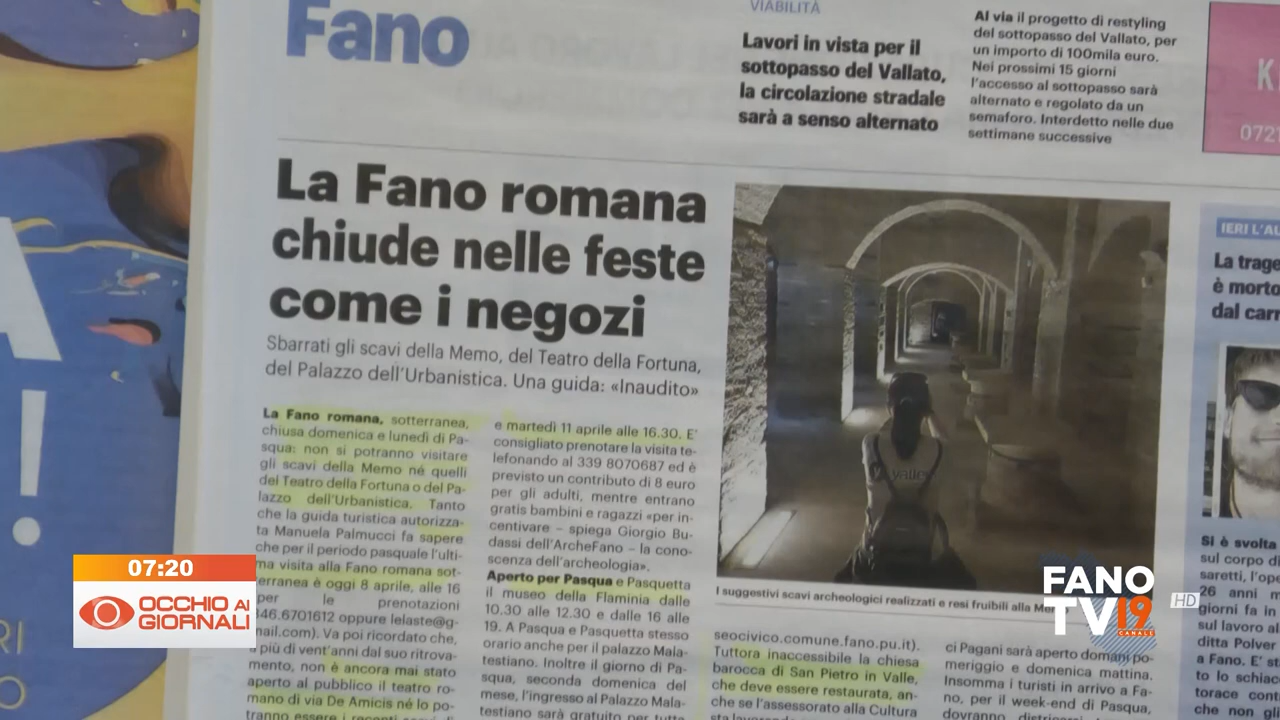 Fano
VIABILITÀ
Lavori in vista per il
sottopasso del Vallato,
la circolazione stradale
sarà a senso alternato
Al via il progetto di restyling
del sottopasso del Vallato, per
un importo di 100mila euro.
Nei prossimi 15 giorni
l'accesso al sottopasso sarà
alternato e regolato da un
semaforo. Interdetto nelle due
settimane successive
K
072
La Fano romana
chiude nelle feste
come i negozi
Sbarrati gli scavi della Memo, del Teatro della Fortuna,
del Palazzo dell'Urbanistica. Una guida: «Inaudito»
La Fano romana, sotterranea,
chiusa domenica e lunedì di Pa-
squa: non si potranno visitare
gli scavi della Memo né quelli
del Teatro della Fortuna o del Pa-
lazzo dell'Urbanistica. Tanto
che la guida turistica autorizza-
ta Manuela Palmucci fa sapere
che per il periodo pasquale l'ulti-
ma visita alla Fano romana sot-
terranea è oggi 8 aprile, alle 16
per le prenotazioni
346.6701612 oppure lelaste@g-
mail.com). Va poi ricordato che,
più di vent'anni dal suo ritrova-
mento, non è ancora mai stato
aperto al pubblico il teatro ro-
mano di via De Amicis né lo po-
tranno essere i recenti
e martedì 11 aprile alle 16.30. E'
consigliato prenotare la visita te-
lefonando al 339 8070687 ed è
previsto un contributo di 8 euro
per gli adulti, mentre entrano
gratis bambini e ragazzi «per in-
centivare – spiega Giorgio Bu-
dassi dell'ArcheFano – la cono-
scenza dell'archeologia».
Aperto per Pasqua e Pasquetta
il museo della Flaminia dalle
10.30 alle 12.30 e dalle 16 alle
19. A Pasqua e Pasquetta stesso
orario anche per il palazzo Mala-
testiano. Inoltre il giorno di Pa-
squa, seconda domenica del
mese, l'ingresso al Palazzo Mala-
testiano sarà gratuito per tutta
I suggestivi scavi archeologici realizzati e resi fruibili alla
seocivico.comune.fano.pu.it).
Tuttora inaccessibile la chiesa
barocca di San Pietro in Valle,
che deve essere restaurata, an-
che se l'assessorato alla Cultura
sta
ci Pagani sarà aperto domani po-
meriggio e domenica mattina.
Insomma i turisti in arrivo a Fa-
no, per il week-end di Pasqua,
dovranno
IERI L'AU
La trage
è morto
dal carr
Si è svolta
sul corpo di
saretti, l'ope
26 anni m
giorni fa in
sul lavoro al
ditta Polver
a Fano. E' st
to lo schiac
torace cont
che non gli
A
!
RI
O
07:20
OCCHIO AI
GIORNALI
FANO
TV19
CANALE
HD